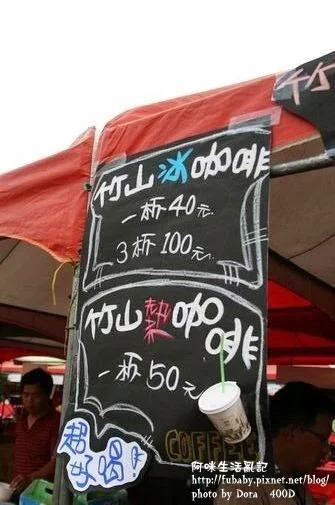 竹
竹山冰咖啡
一杯40元
3杯100元
竹山熱咖啡
一杯50元
COFFEE
超好喝!
阿咪生活亂記
http://fubaby.pixnet.net/blog/
photo by Dora 400D